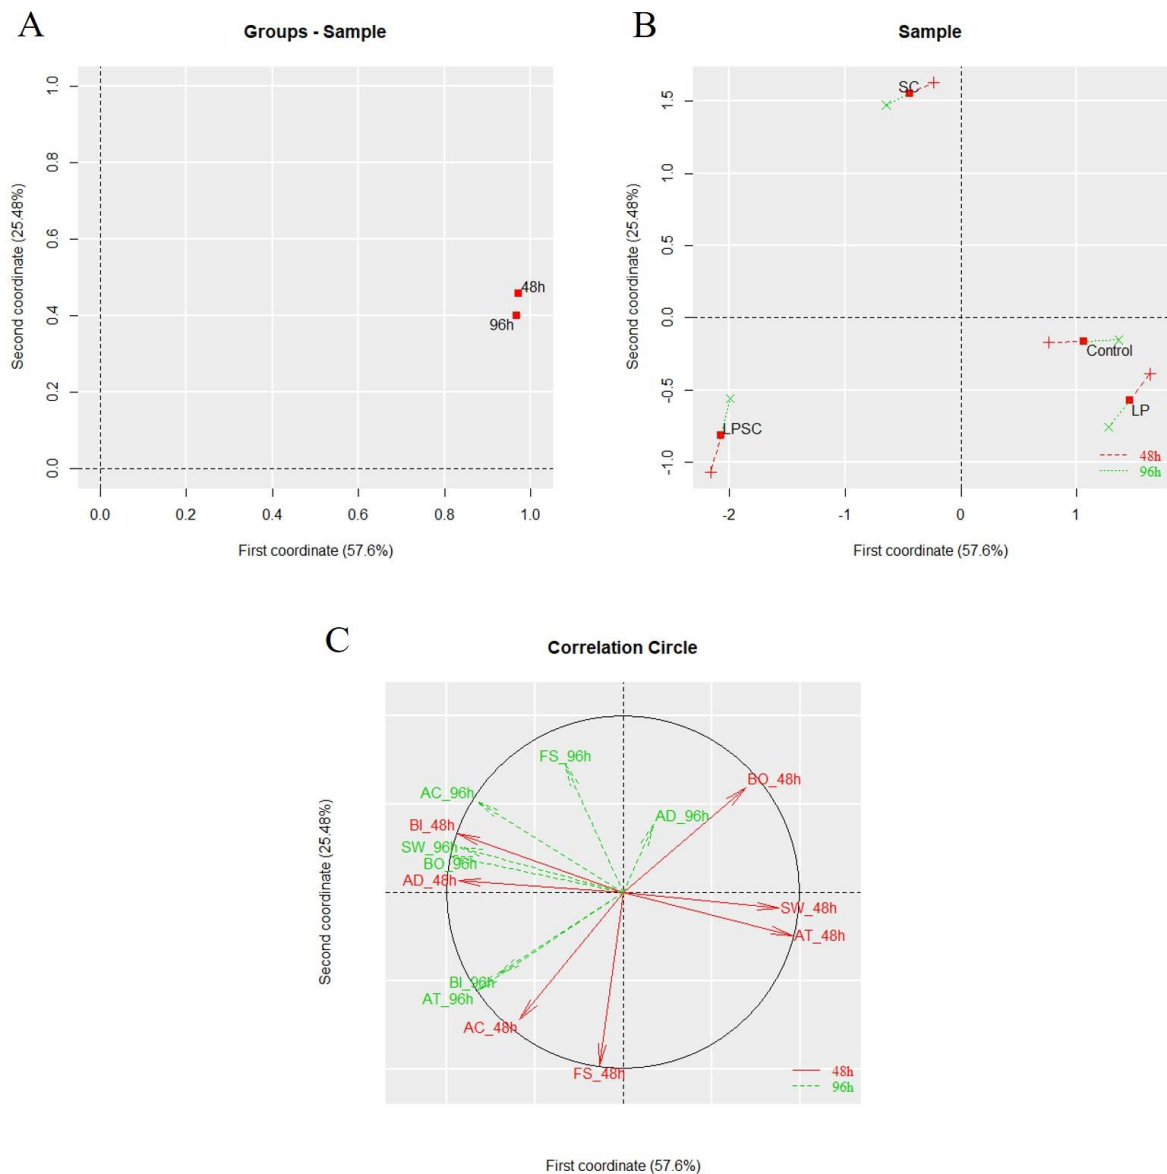 A
Groups - Sample
Second coordinate (25.48%)
1.0
0.8
0.6
0.4
0.2
0.0
48h
96h
0.0 0.2 0.4 0.6 0.8 1.0
First coordinate (57.6%)
B
Sample
Second coordinate (25.48%)
1.5
1.0
0.5
0.0
-0.5
-1.0
SC
Control
LP
LPSC
48h
96h
-2 -1 0 1
First coordinate (57.6%)
C
Correlation Circle
Second coordinate (25.48%)
FS_96h
BO_48h
AC_96h
AD_96h
BI_48h
SW_96h
BO_96h
AD_48h
SW_48h
AT_48h
BI_96h
AT_96h
AC_48h
FS_48h
48h
96h
First coordinate (57.6%)